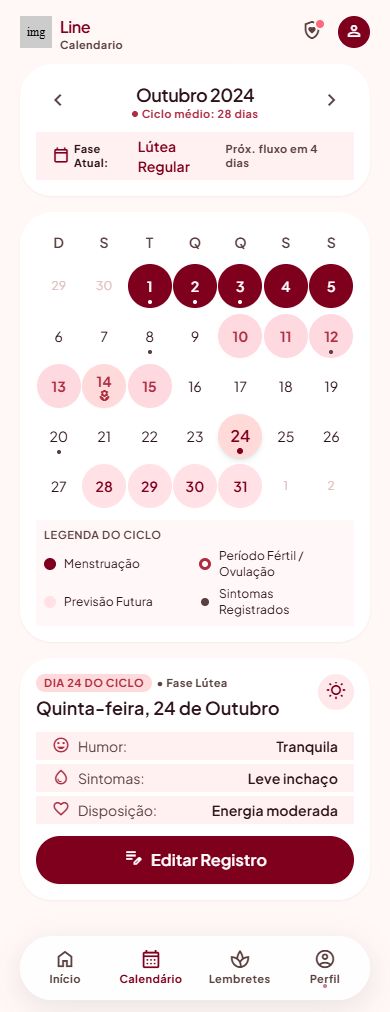 img
Line
Calendario
Outubro 2024
Ciclo médio: 28 dias
Fase Atual:
Lútea Regular
Próx. fluxo em 4 dias
D S T Q Q S S
29 30 1 2 3 4 5
6 7 8 9 10 11 12
13 14 15 16 17 18 19
20 21 22 23 24 25 26
27 28 29 30 31 1 2
LEGENDA DO CICLO
Menstruação
Período Fértil /
Ovulação
Previsão Futura
Sintomas
Registrados
DIA 24 DO CICLO • Fase Lútea
Quinta-feira, 24 de Outubro
Humor: Tranquila
Sintomas: Leve inchaço
Disposição: Energia moderada
Editar Registro
Início Calendário Lembretes Perfil